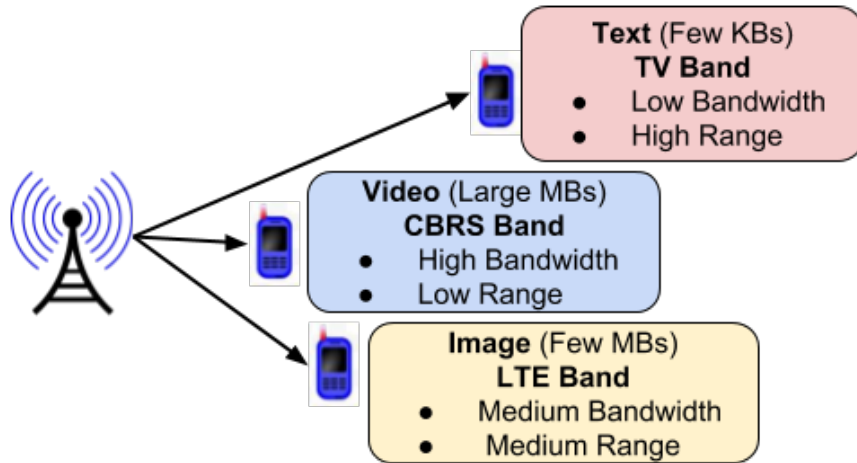 Text (Few KBs)
TV Band
● Low Bandwidth
● High Range
Video (Large MBs)
CBRS Band
● High Bandwidth
● Low Range
Image (Few MBs)
LTE Band
● Medium Bandwidth
● Medium Range